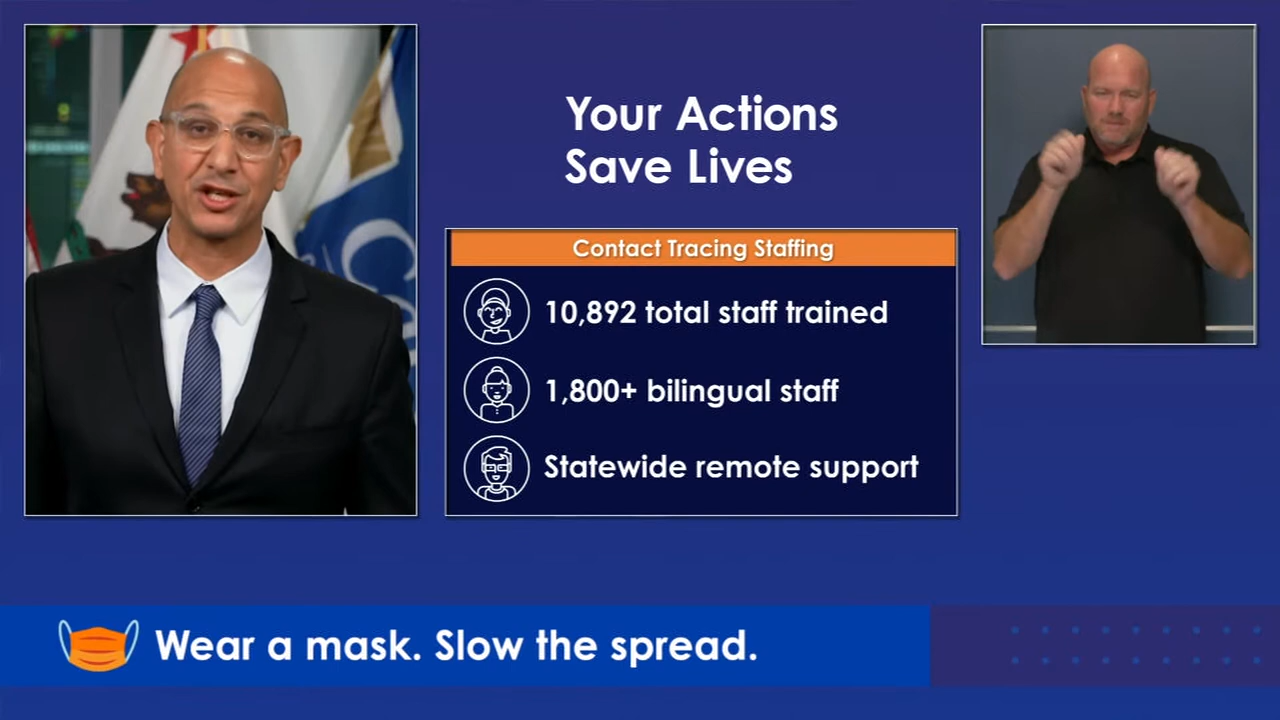 Your Actions
Save Lives
Contact Tracing Staffing
10,892 total staff trained
1,800+ bilingual staff
Statewide remote support
Wear a mask. Slow the spread.